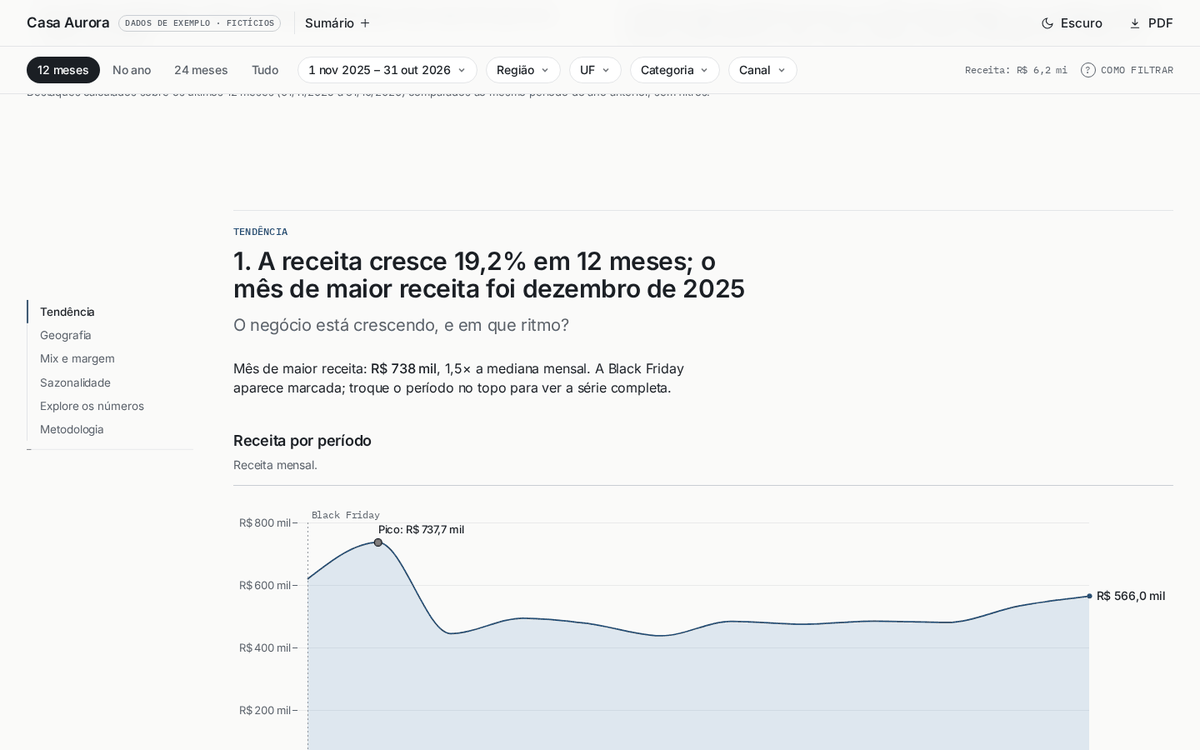 Casa Aurora
DADOS DE EXEMPLO · FICTÍCIOS
Sumário +
Escuro
PDF
12 meses
No ano
24 meses
Tudo
1 nov 2025 – 31 out 2026
Região
UF
Categoria
Canal
Receita: R$ 6,2 mi
? COMO FILTRAR
TENDÊNCIA
1. A receita cresce 19,2% em 12 meses; o
mês de maior receita foi dezembro de 2025
O negócio está crescendo, e em que ritmo?
Tendência
Geografia
Mix e margem
Sazonalidade
Explore os números
Metodologia
Mês de maior receita: R$ 738 mil, 1,5× a mediana mensal. A Black Friday
aparece marcada; troque o período no topo para ver a série completa.
Receita por período
Receita mensal.
Black Friday
R$ 800 mil
Pico: R$ 737,7 mil
R$ 600 mil
R$ 566,0 mil
R$ 400 mil
R$ 200 mil